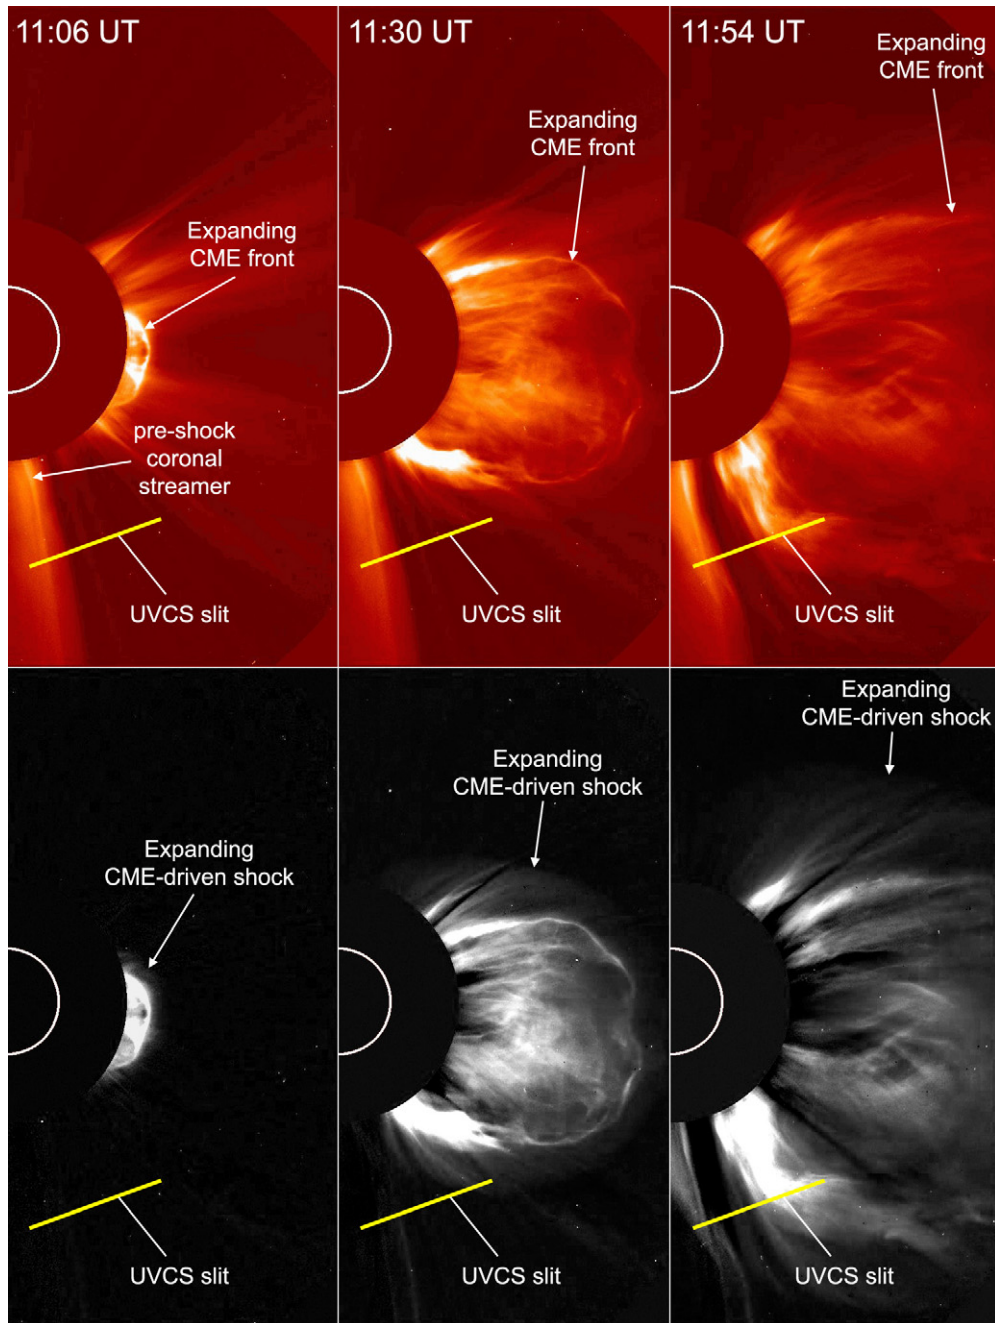 11:06 UT
11:30 UT
11:54 UT
Expanding
CME front
Expanding
CME front
Expanding
CME front
pre-shock
coronal
streamer
UVCS slit
UVCS slit
UVCS slit
Expanding
CME-driven shock
Expanding
CME-driven shock
Expanding
CME-driven shock
UVCS slit
UVCS slit
UVCS slit